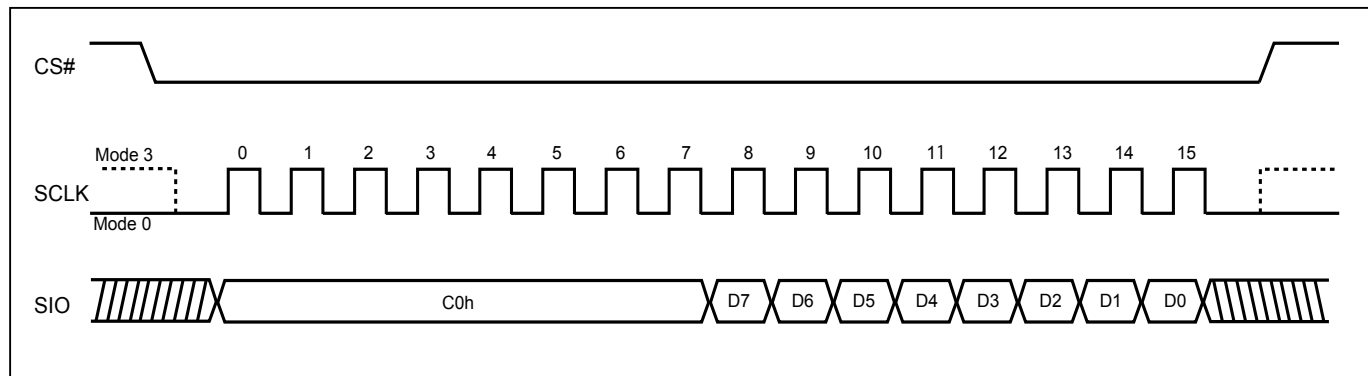 CS#
Mode 3
0 1 2 3 4 5 6 7 8 9 10 11 12 13 14 15
SCLK
Mode 0
SIO
C0h D7 D6 D5 D4 D3 D2 D1 D0